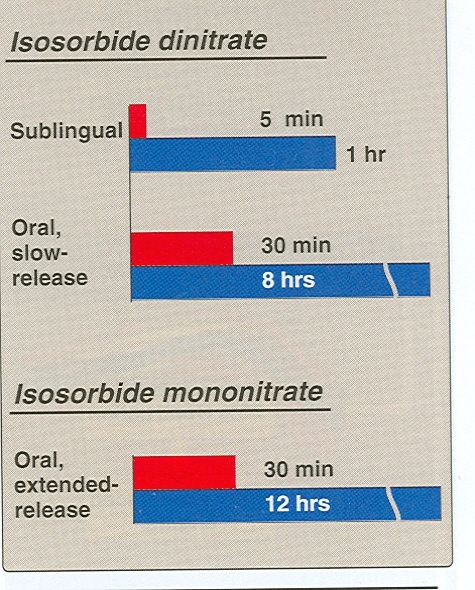 Isosorbide dinitrate
Sublingual
5 min
1 hr
Oral,
slow-
release
30 min
8 hrs
Isosorbide mononitrate
Oral,
extended-
release
30 min
12 hrs